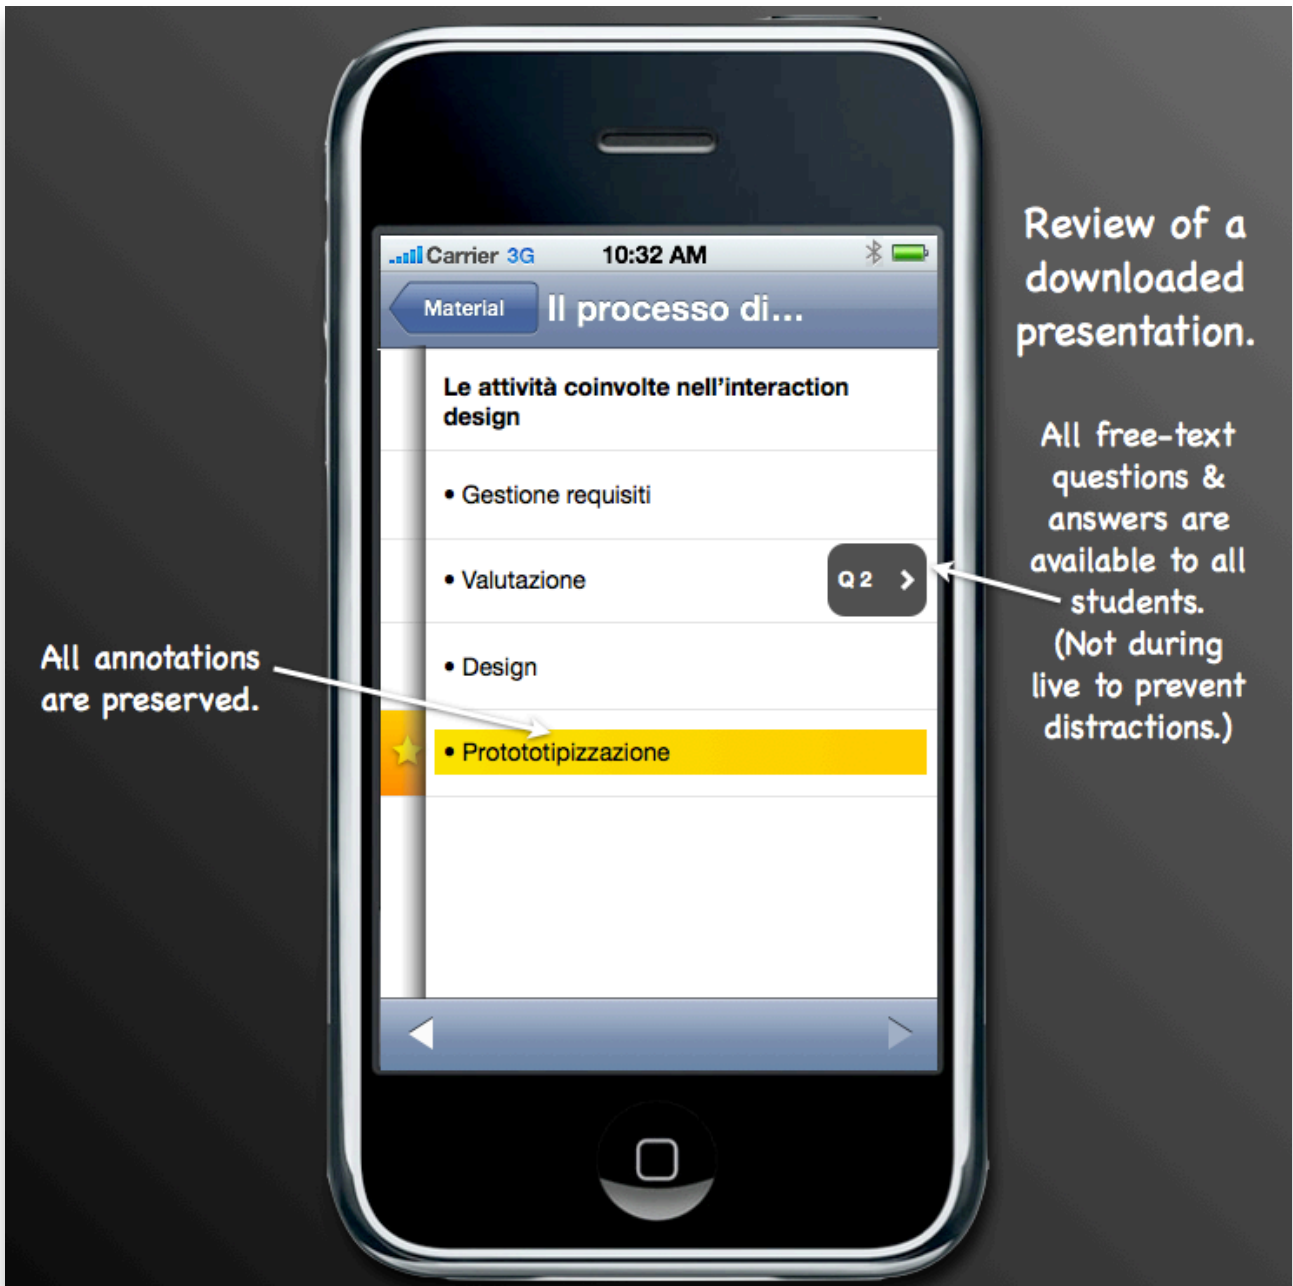 Carrier 3G 10:32 AM
Material Il processo di...
Le attività coinvolte nell'interaction
design
• Gestione requisiti
• Valutazione
Q 2
• Design
• Protototipizzazione
All annotations
are preserved.
Review of a
downloaded
presentation.
All free-text
questions &
answers are
available to all
students.
(Not during
live to prevent
distractions.)